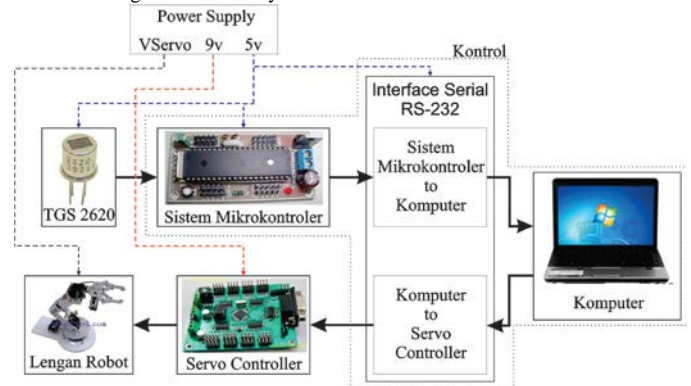 Power Supply
VServo 9v 5v
Kontrol
Interface Serial
RS-232
Sistem
Mikrokontroler
to
Komputer
TGS 2620
Sistem Mikrokontroler
Komputer
Komputer
to
Servo
Controller
Lengan Robot
Servo Controller